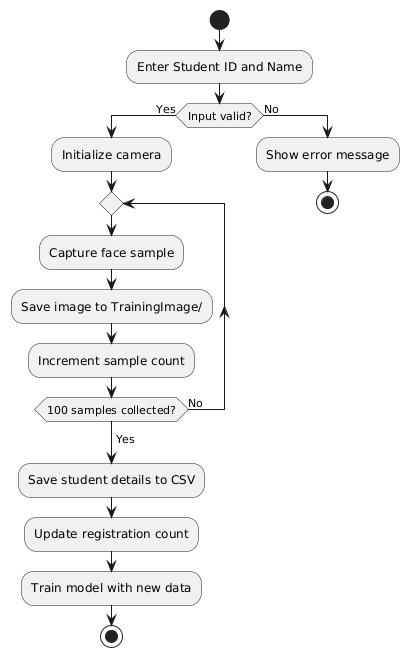 Enter Student ID and Name
Yes
Input valid?
No
Initialize camera
Show error message
Capture face sample
Save image to TrainingImage/
Increment sample count
100 samples collected?
No
Yes
Save student details to CSV
Update registration count
Train model with new data